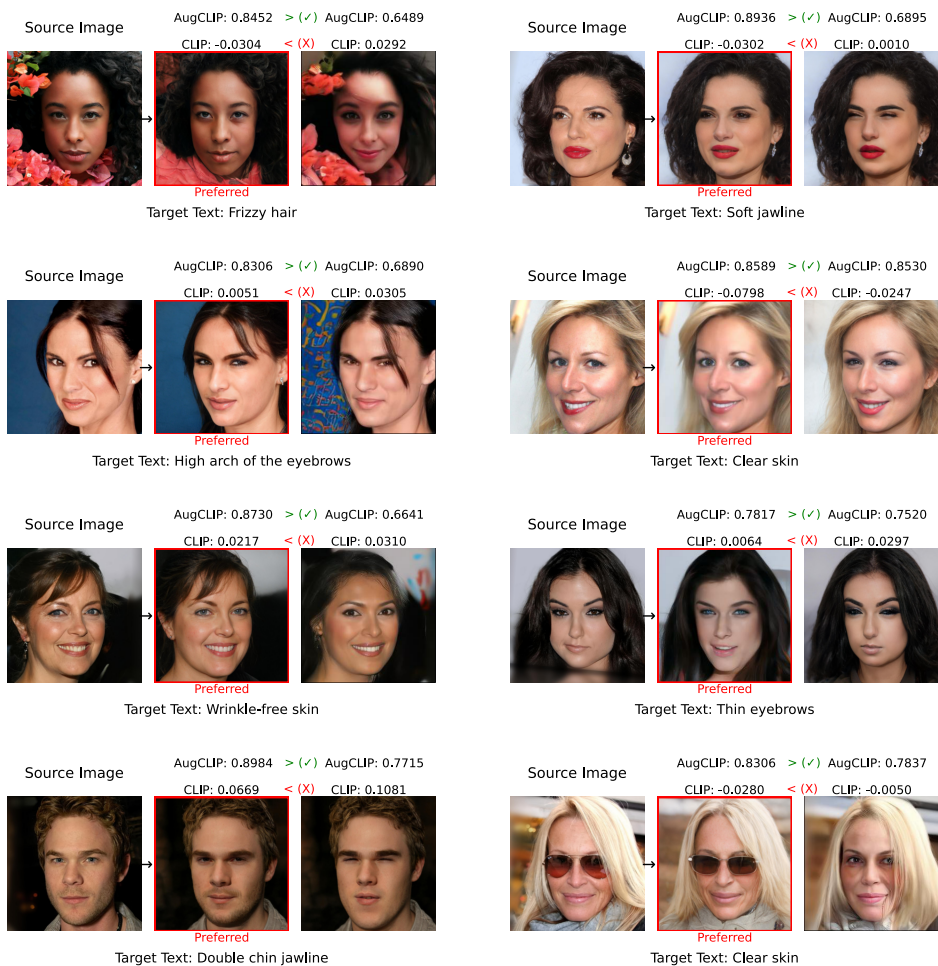 Source Image
AugCLIP: 0.8452 > (✓) AugCLIP: 0.6489
CLIP: -0.0304 < (X) CLIP: 0.0292
Preferred
Target Text: Frizzy hair
Source Image
AugCLIP: 0.8936 > (✓) AugCLIP: 0.6895
CLIP: -0.0302 < (X) CLIP: 0.0010
Preferred
Target Text: Soft jawline
Source Image
AugCLIP: 0.8306 > (✓) AugCLIP: 0.6890
CLIP: 0.0051 < (X) CLIP: 0.0305
Preferred
Target Text: High arch of the eyebrows
Source Image
AugCLIP: 0.8589 > (✓) AugCLIP: 0.8530
CLIP: -0.0798 < (X) CLIP: -0.0247
Preferred
Target Text: Clear skin
Source Image
AugCLIP: 0.8730 > (✓) AugCLIP: 0.6641
CLIP: 0.0217 < (X) CLIP: 0.0310
Preferred
Target Text: Wrinkle-free skin
Source Image
AugCLIP: 0.7817 > (✓) AugCLIP: 0.7520
CLIP: 0.0064 < (X) CLIP: 0.0297
Preferred
Target Text: Thin eyebrows
Source Image
AugCLIP: 0.8984 > (✓) AugCLIP: 0.7715
CLIP: 0.0669 < (X) CLIP: 0.1081
Preferred
Target Text: Double chin jawline
Source Image
AugCLIP: 0.8306 > (✓) AugCLIP: 0.7837
CLIP: -0.0280 < (X) CLIP: -0.0050
Preferred
Target Text: Clear skin